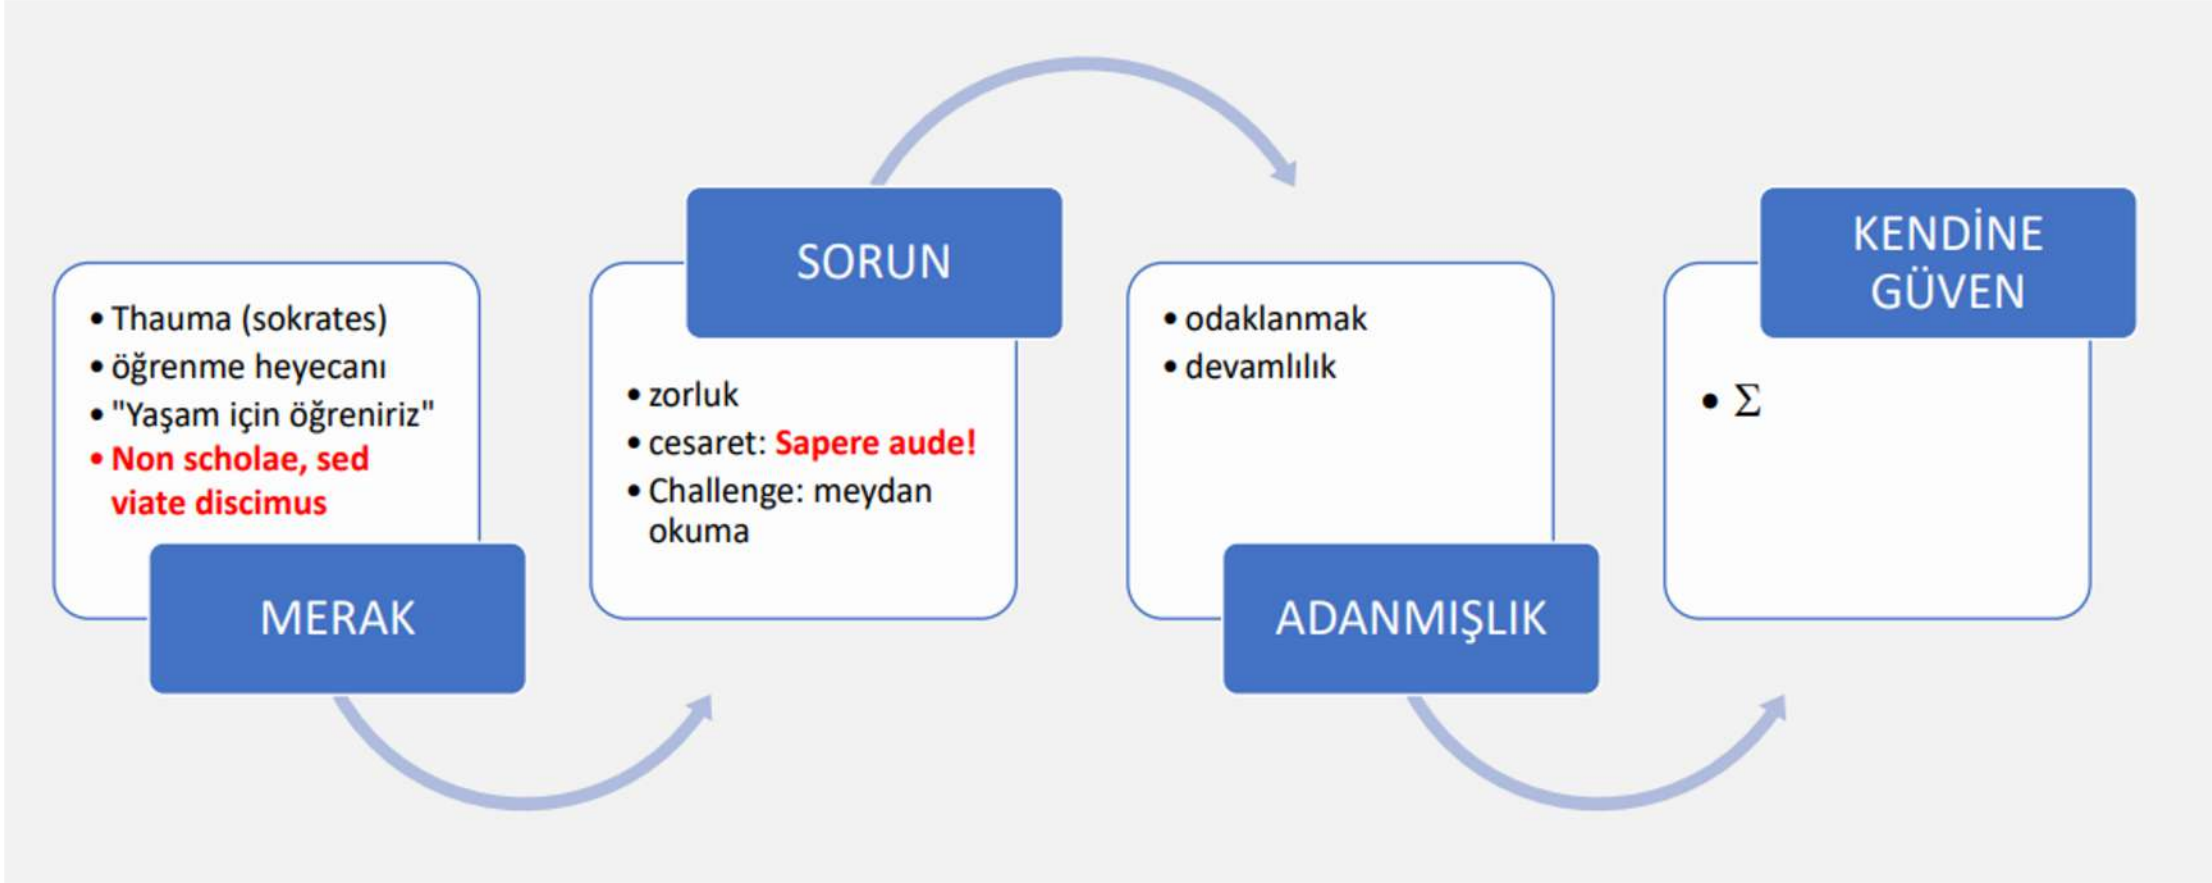 • Thauma (sokrates)
• öğrenme heyecanı
• "Yaşam için öğreniriz"
• Non scholae, sed
viate discimus
MERAK
SORUN
• zorluk
• cesaret: Sapere aude!
• Challenge: meydan
okuma
• odaklanmak
• devamlılık
ADANMIŞLIK
KENDİNE
GÜVEN
• Σ